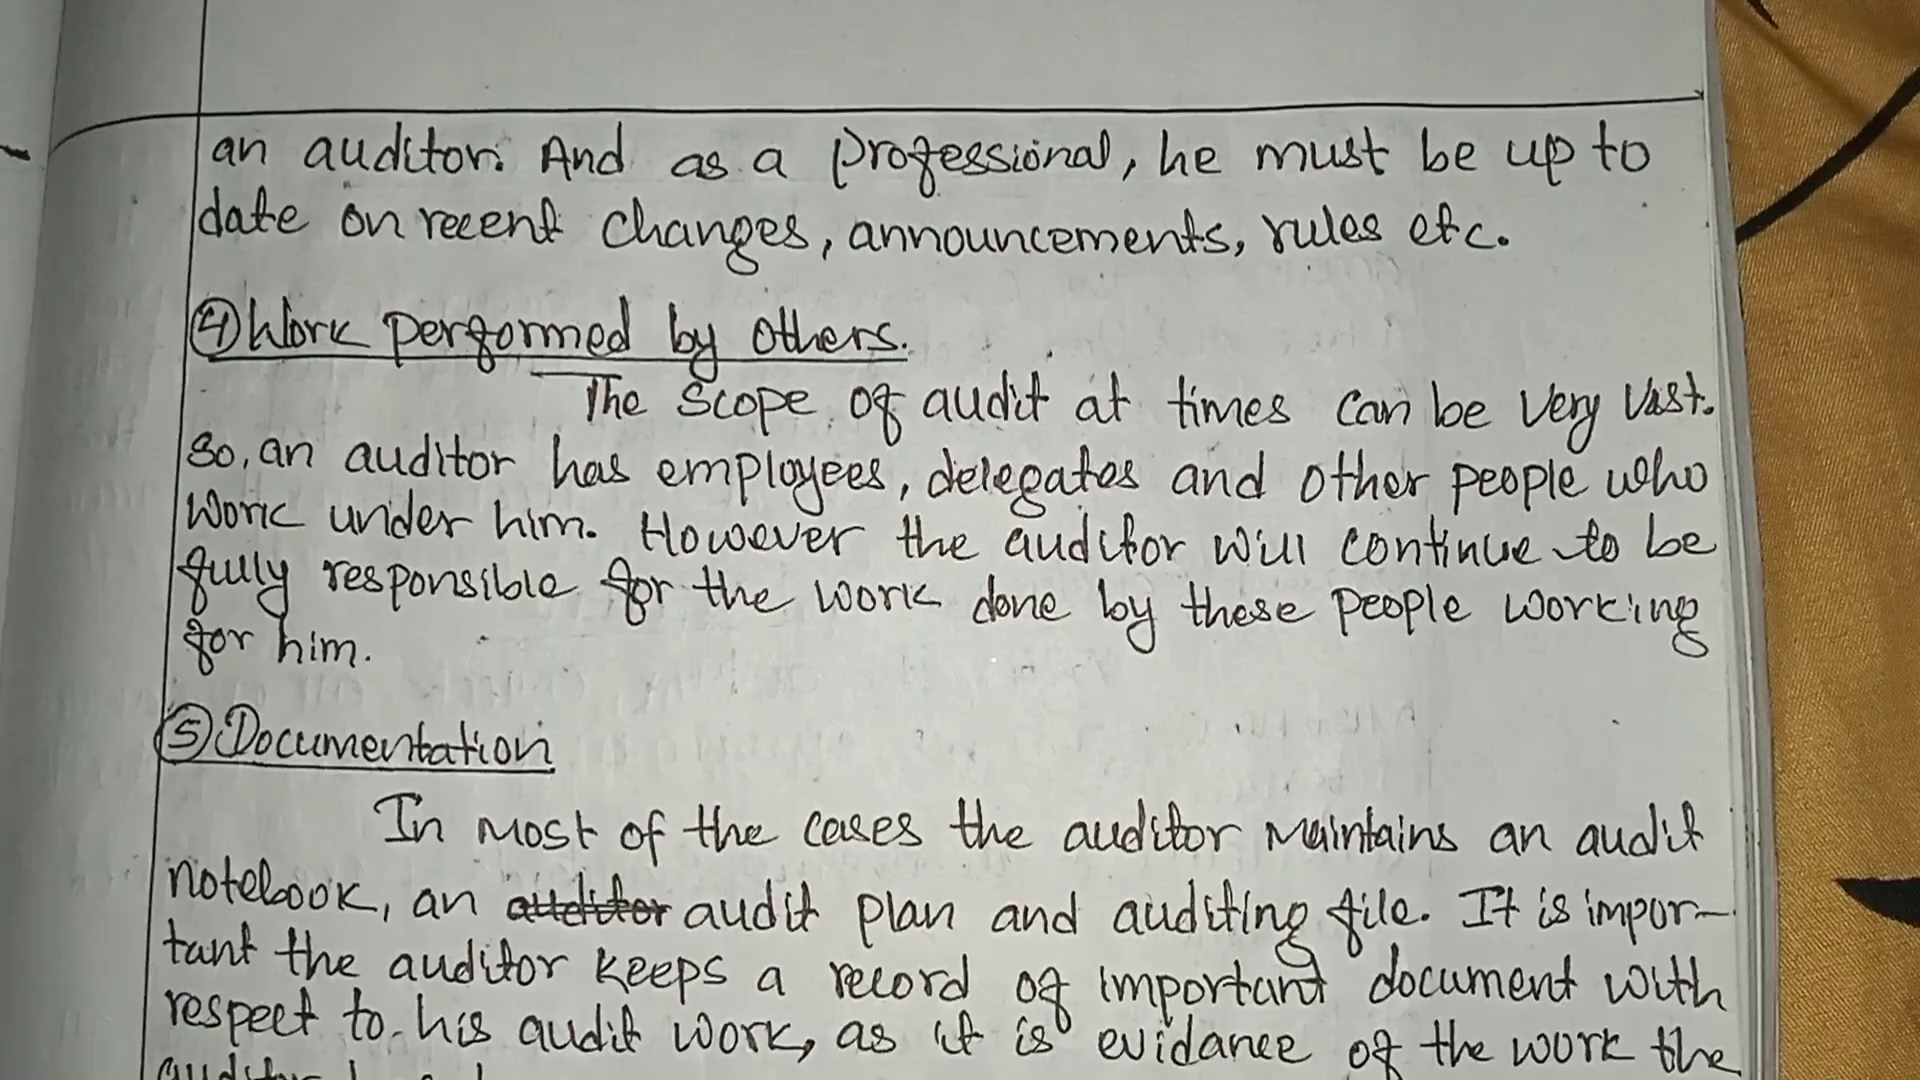 an auditor. And as a professional, he must be up to
date on recent changes, announcements, rules etc.
④ Work performed by others.
The scope of audit at times can be very vast.
So, an auditor has employees, delegates and other people who
work under him. However the auditor will continue to be
fully responsible for the work done by these people working
for him.
⑤ Documentation
In most of the cases the auditor maintains an audit
notebook, an ~~auditor~~ audit plan and auditing file. It is impor-
tant the auditor keeps a record of important document with
respect to his audit work, as it is evidance of the work the